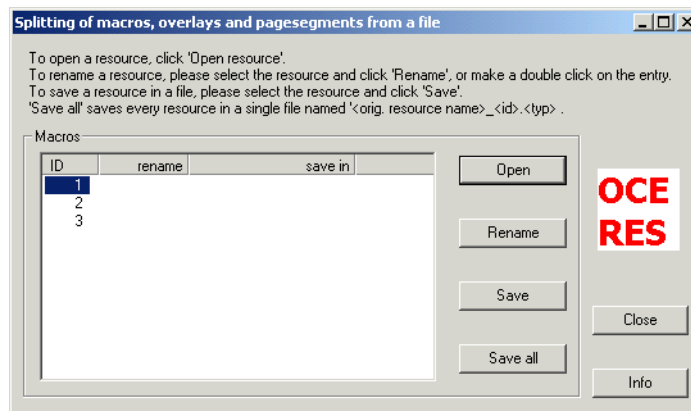 Splitting of macros, overlays and pagesegments from a file
To open a resource, click 'Open resource'.
To rename a resource, please select the resource and click 'Rename', or make a double click on the entry.
To save a resource in a file, please select the resource and click 'Save'.
'Save all' saves every resource in a single file named '<orig. resource name>_<id>.<typ> .
Macros
ID rename save in
1
2
3
Open
Rename
Save
Save all
OCE
RES
Close
Info